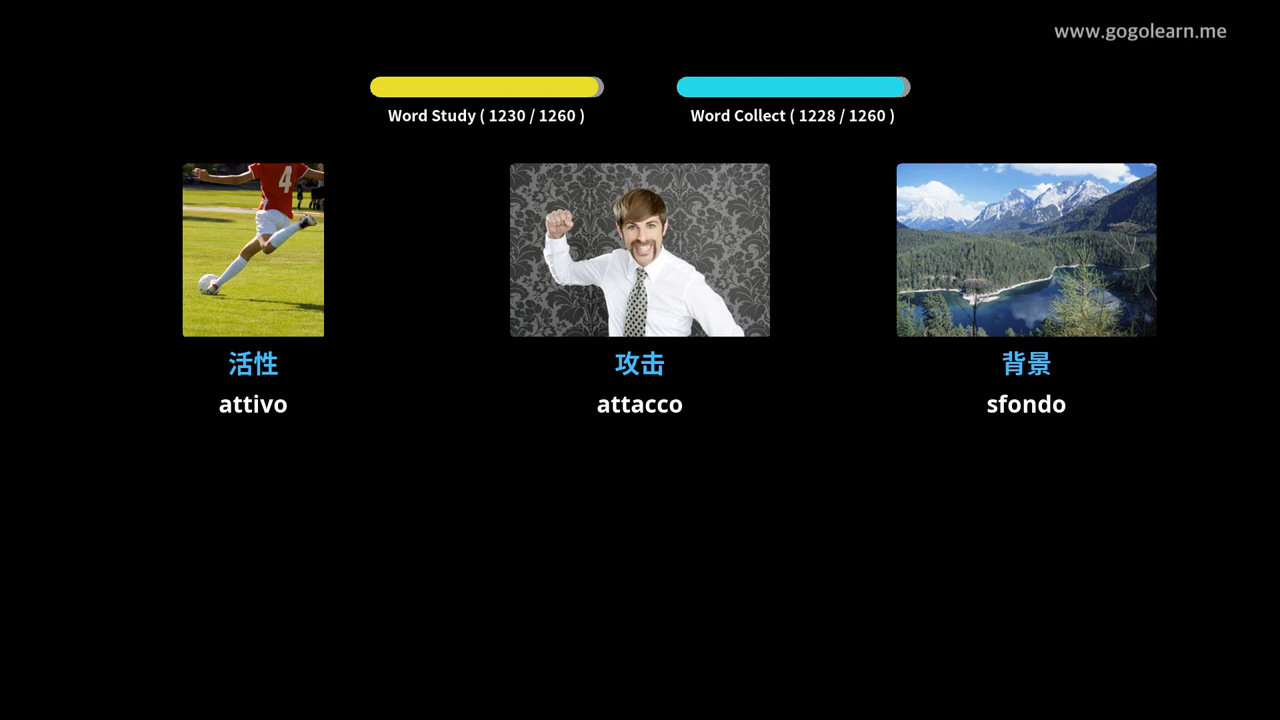 www.gogolearn.me
Word Study ( 1230 / 1260 )
Word Collect ( 1228 / 1260 )
4
活性
攻击
背景
attivo
attacco
sfondo